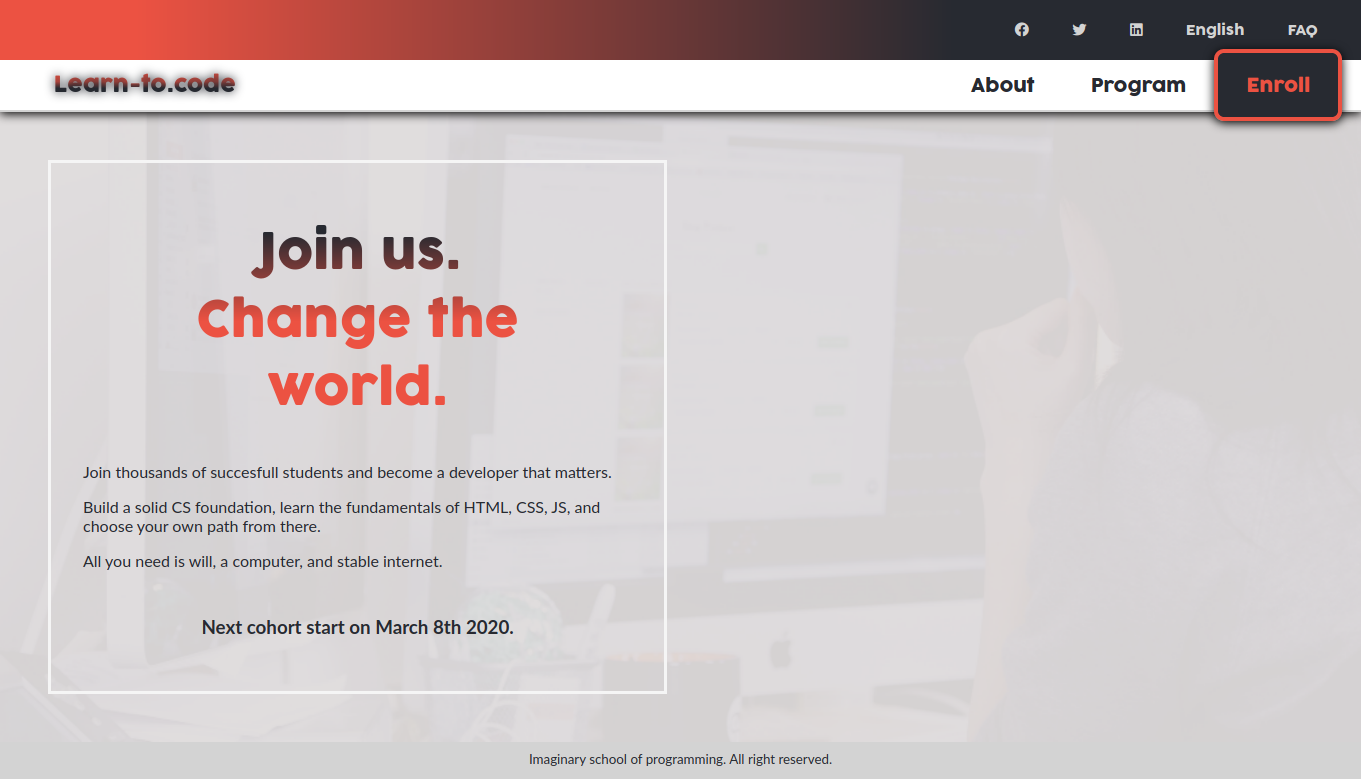 English
FAQ
Learn-to.code
About
Program
Enroll
Join us.
Change the
world.
Join thousands of succesfull students and become a developer that matters.
Build a solid CS foundation, learn the fundamentals of HTML, CSS, JS, and
choose your own path from there.
All you need is will, a computer, and stable internet.
Next cohort start on March 8th 2020.
Imaginary school of programming. All right reserved.